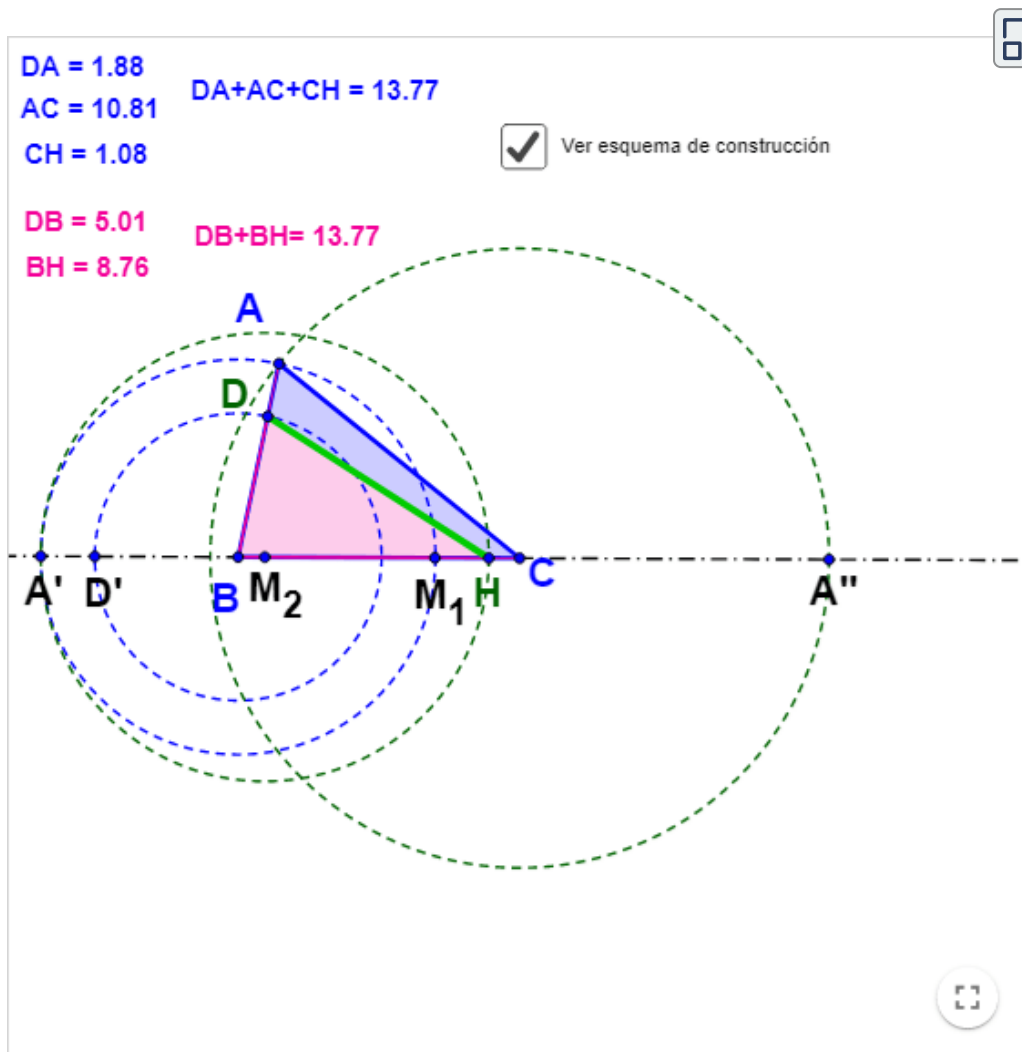 DA = 1.88
AC = 10.81
DA+AC+CH = 13.77
CH = 1.08
Ver esquema de construcción
DB = 5.01
DB+BH= 13.77
BH = 8.76
A
D
A' D' B M₂ M₁ H C A"